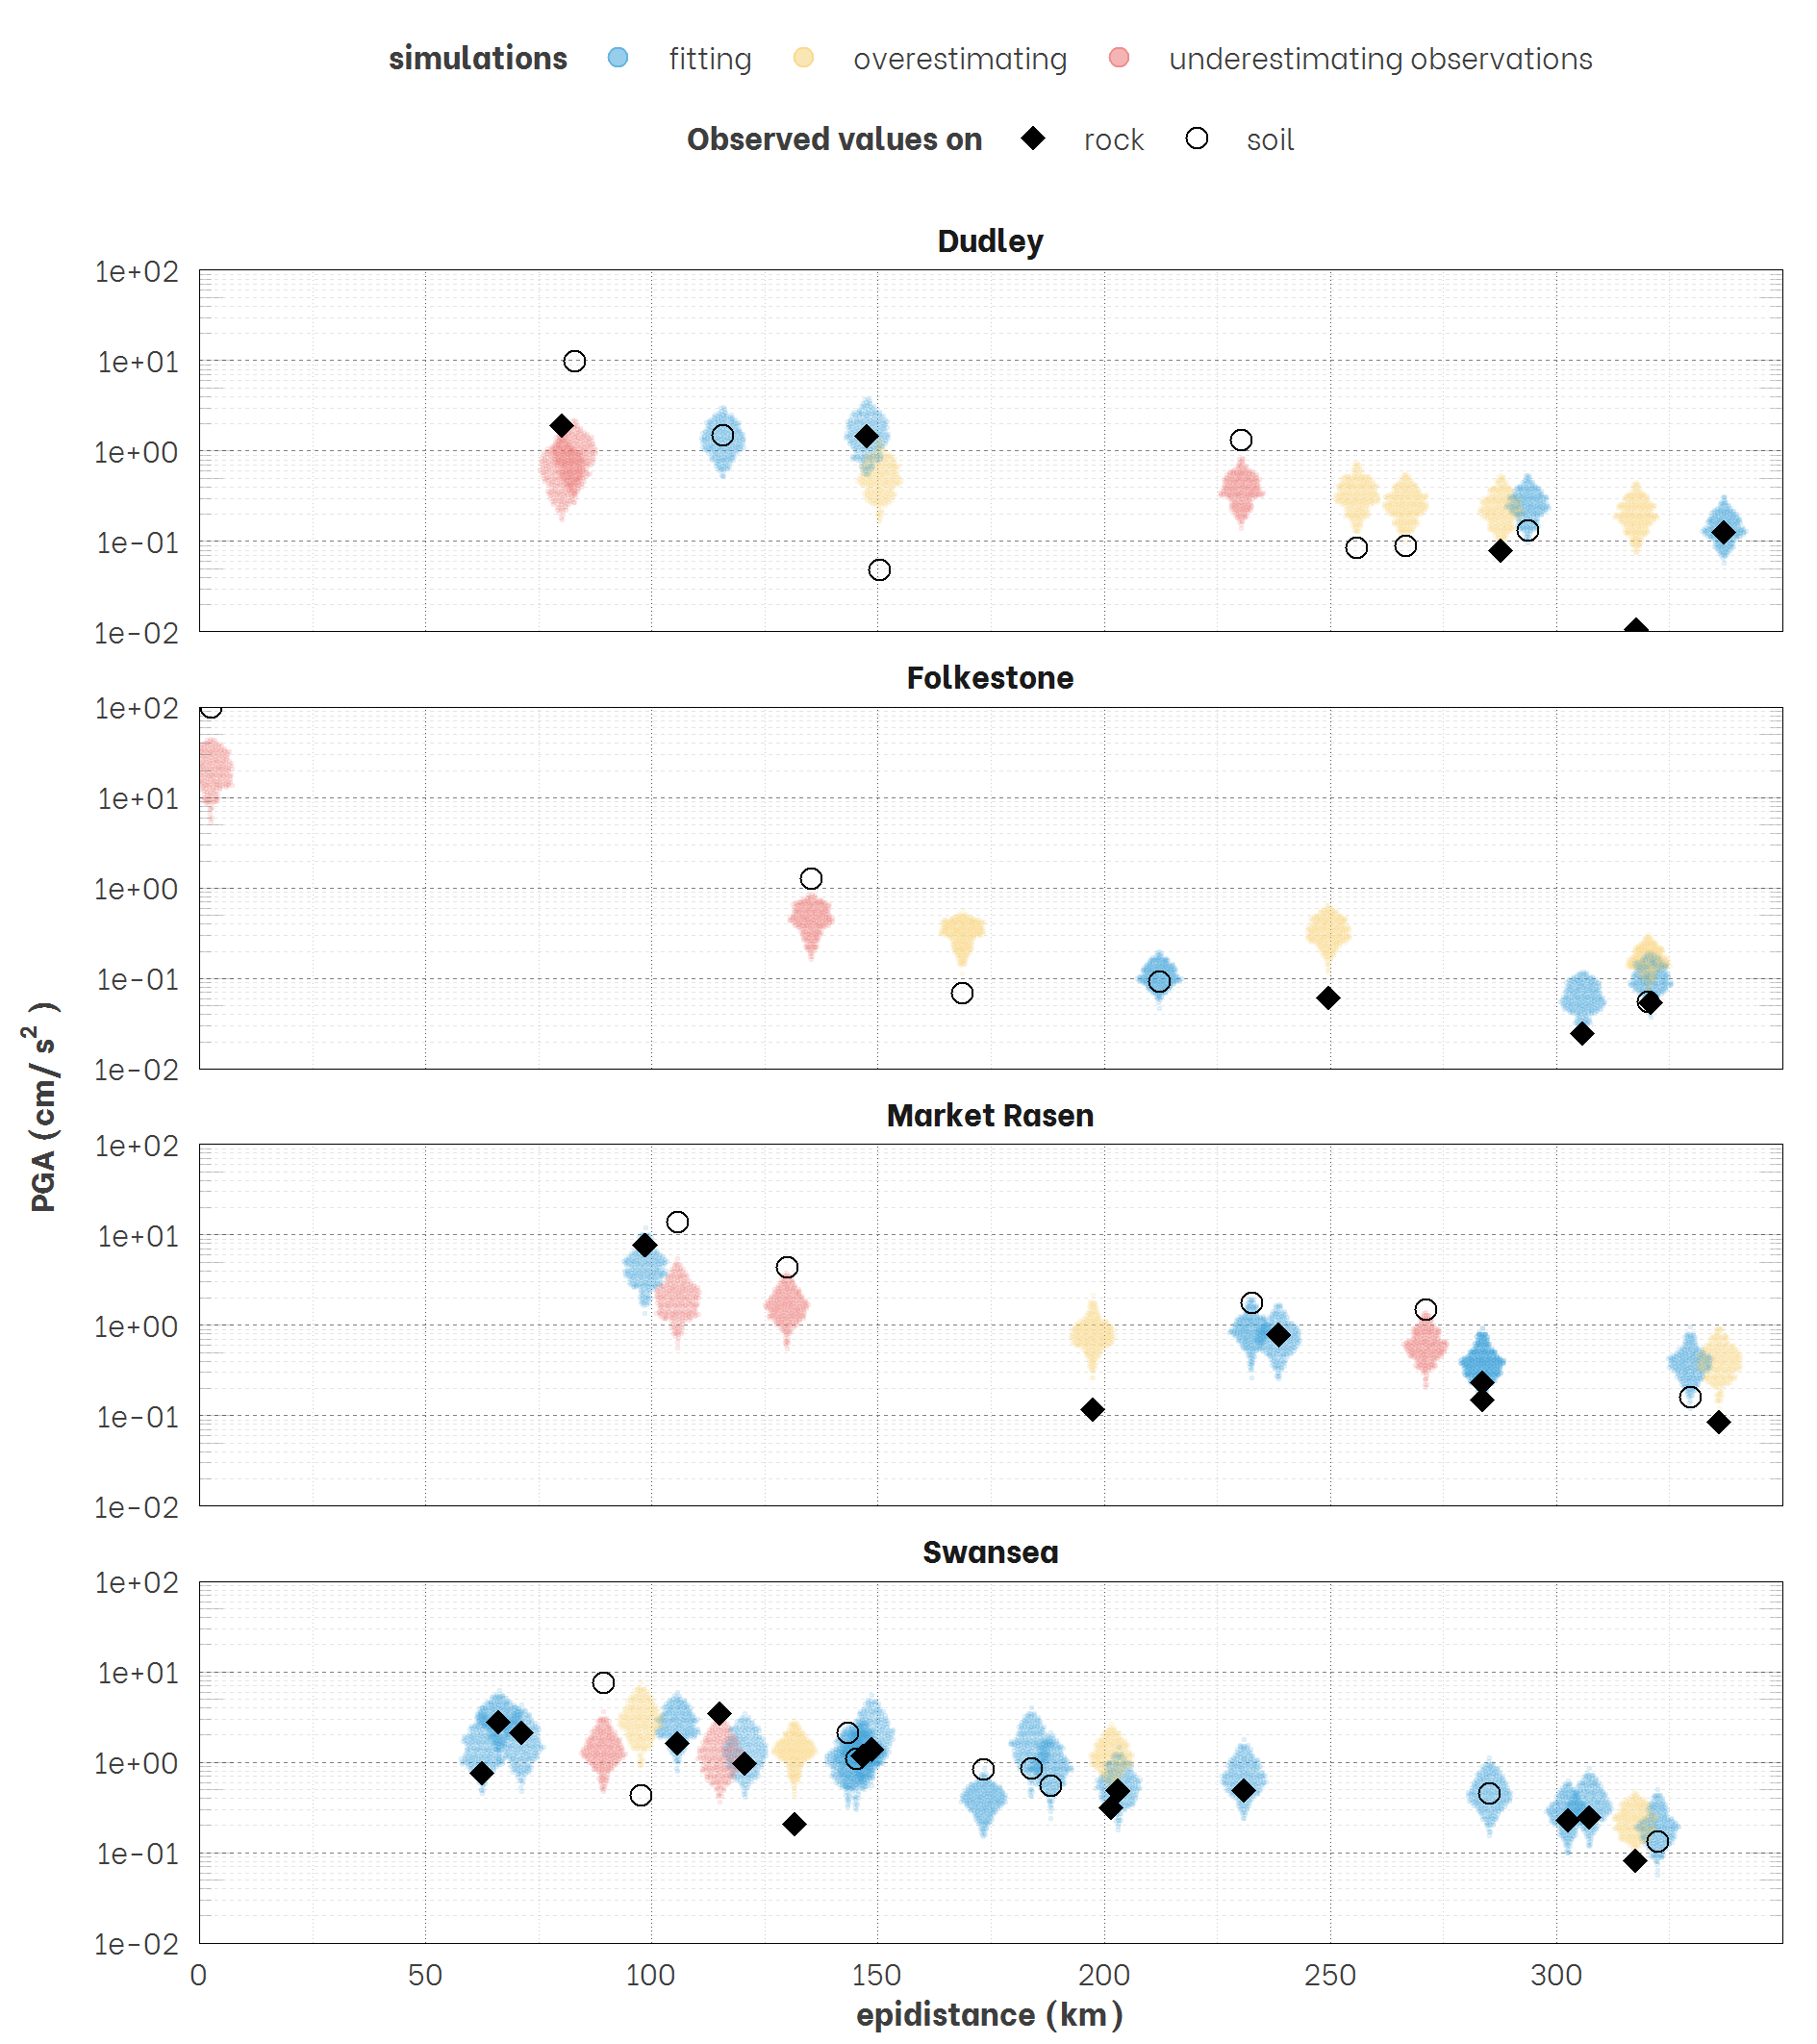 simulations fitting overestimating underestimating observations
Observed values on rock soil
Dudley
1e+02
1e+01
1e+00
1e-01
1e-02
Folkestone
1e+02
1e+01
1e+00
1e-01
1e-02
Market Rasen
1e+02
1e+01
1e+00
1e-01
1e-02
Swansea
1e+02
1e+01
1e+00
1e-01
1e-02
0 50 100 150 200 250 300
epidistance (km)
PGA (cm/ s²)